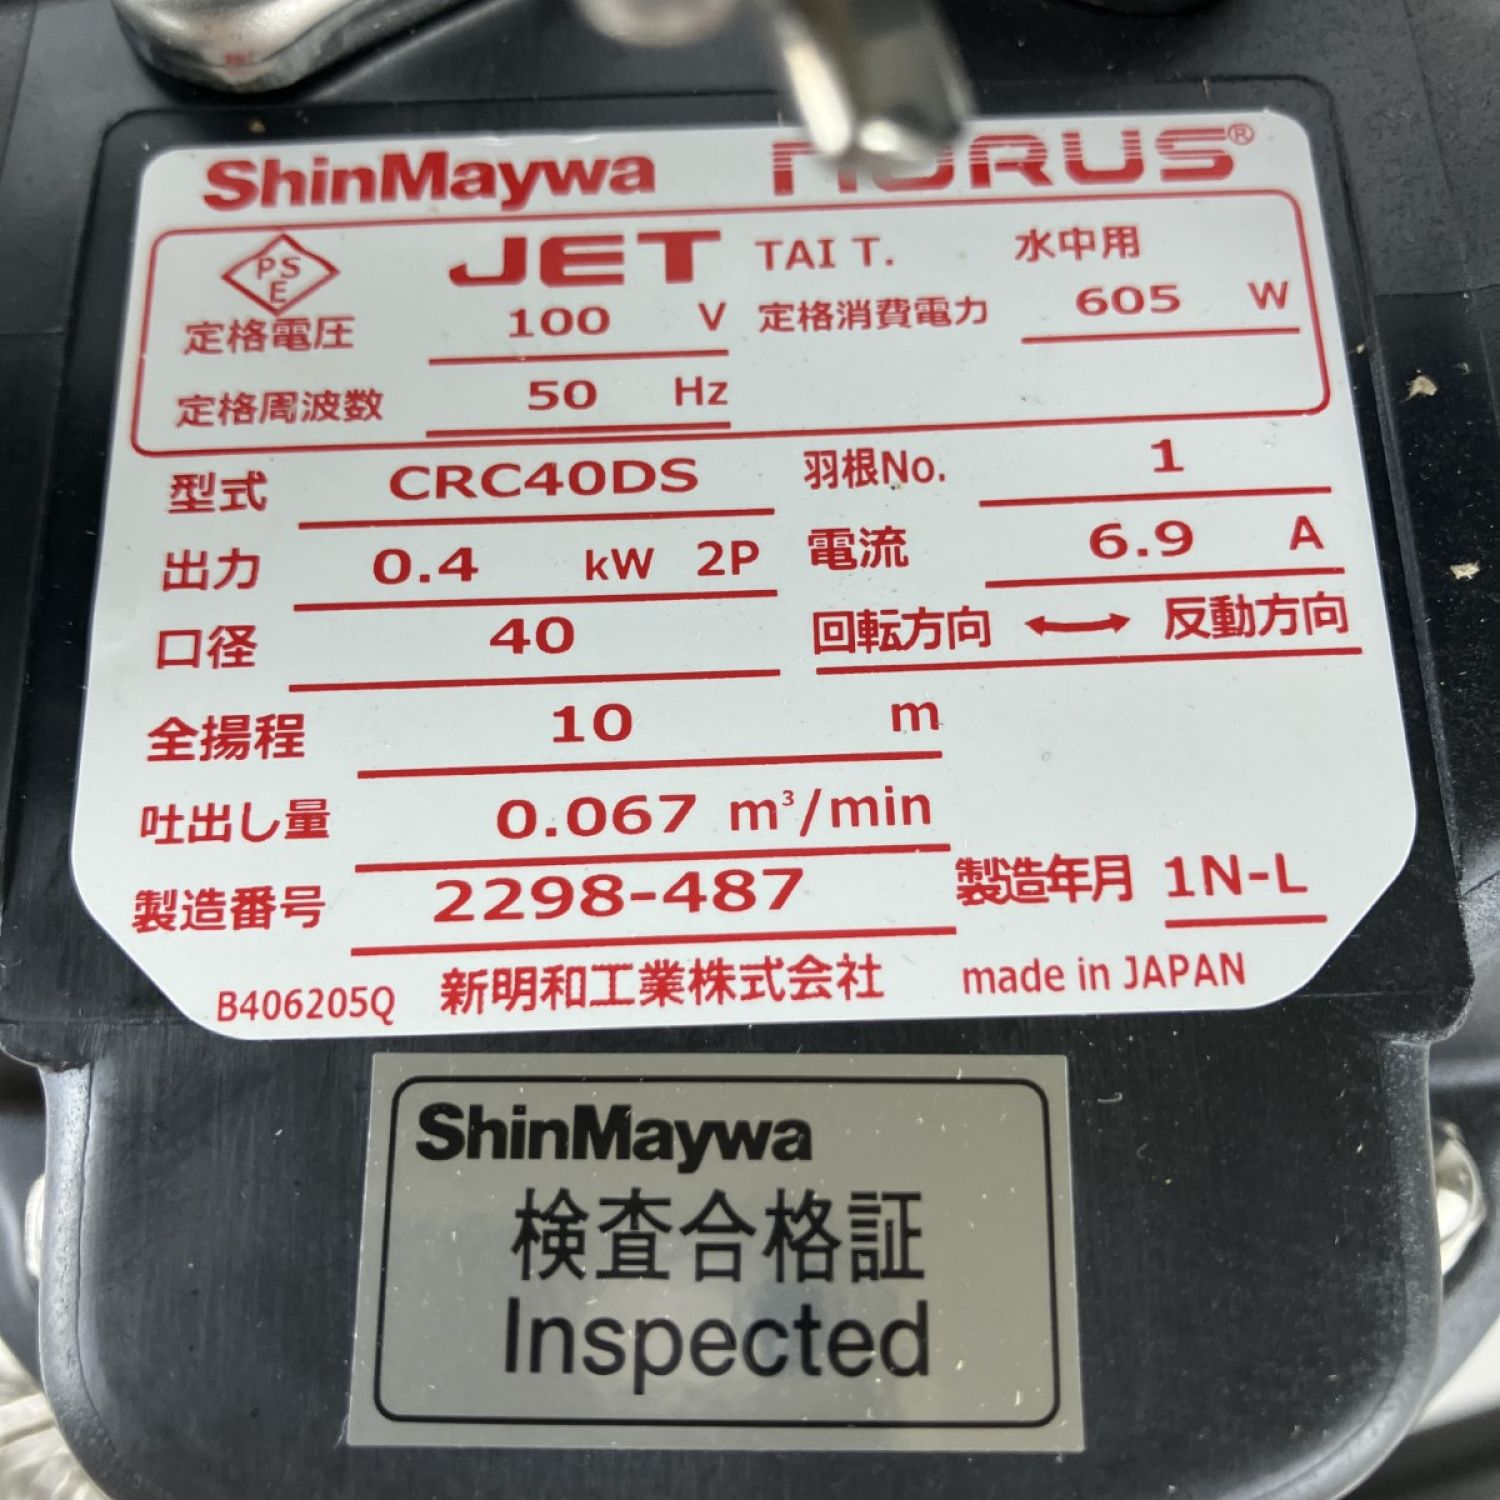 ShinMaywa NORUS®
PSE JET TAI T. 水中用
定格電圧 100 V 定格消費電力 605 W
定格周波数 50 Hz
型式 CRC40DS 羽根No. 1
出力 0.4 kW 2P 電流 6.9 A
口径 40 回転方向 ↔ 反動方向
全揚程 10 m
吐出し量 0.067 m³/min
製造番号 2298-487 製造年月 1N-L
B406205Q 新明和工業株式会社 made in JAPAN
ShinMaywa
検査合格証
Inspected